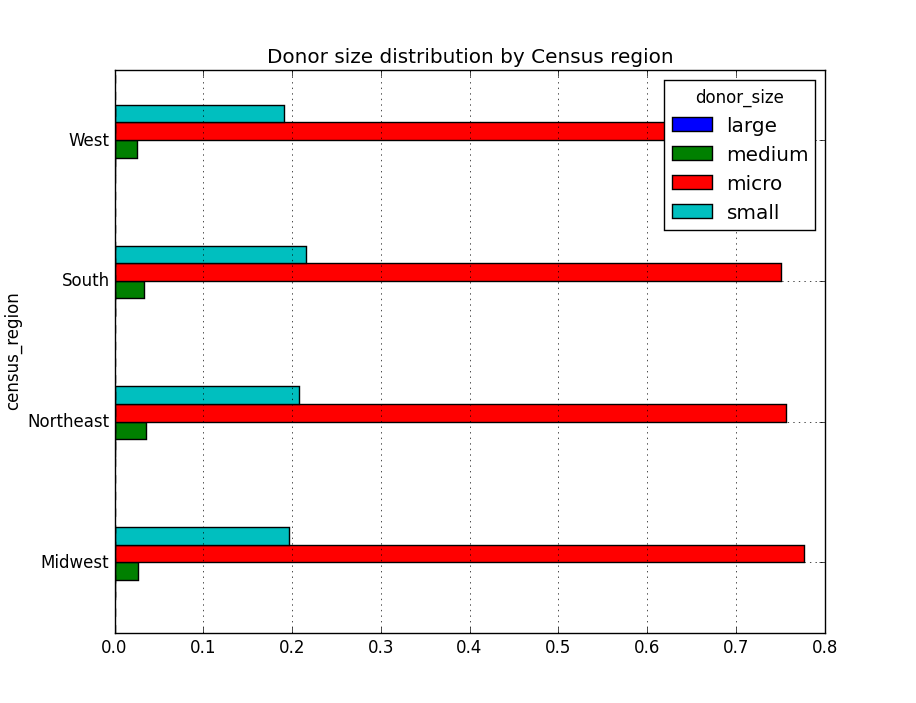 Donor size distribution by Census region
donor_size
large
medium
micro
small
West
South
Northeast
Midwest
census_region
0.0 0.1 0.2 0.3 0.4 0.5 0.6 0.7 0.8